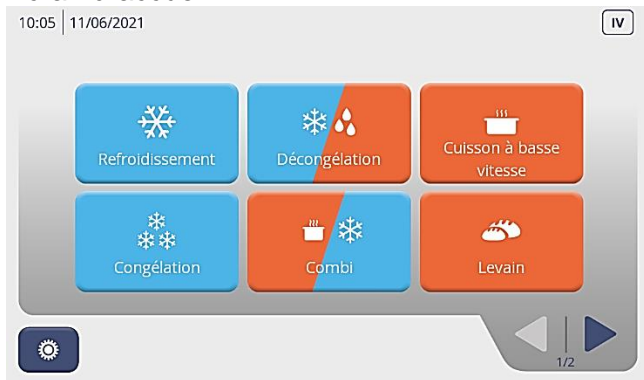 10:05 11/06/2021
IV
Refroidissement
Décongélation
Cuisson à basse
vitesse
Congélation
Combi
Levain
1/2